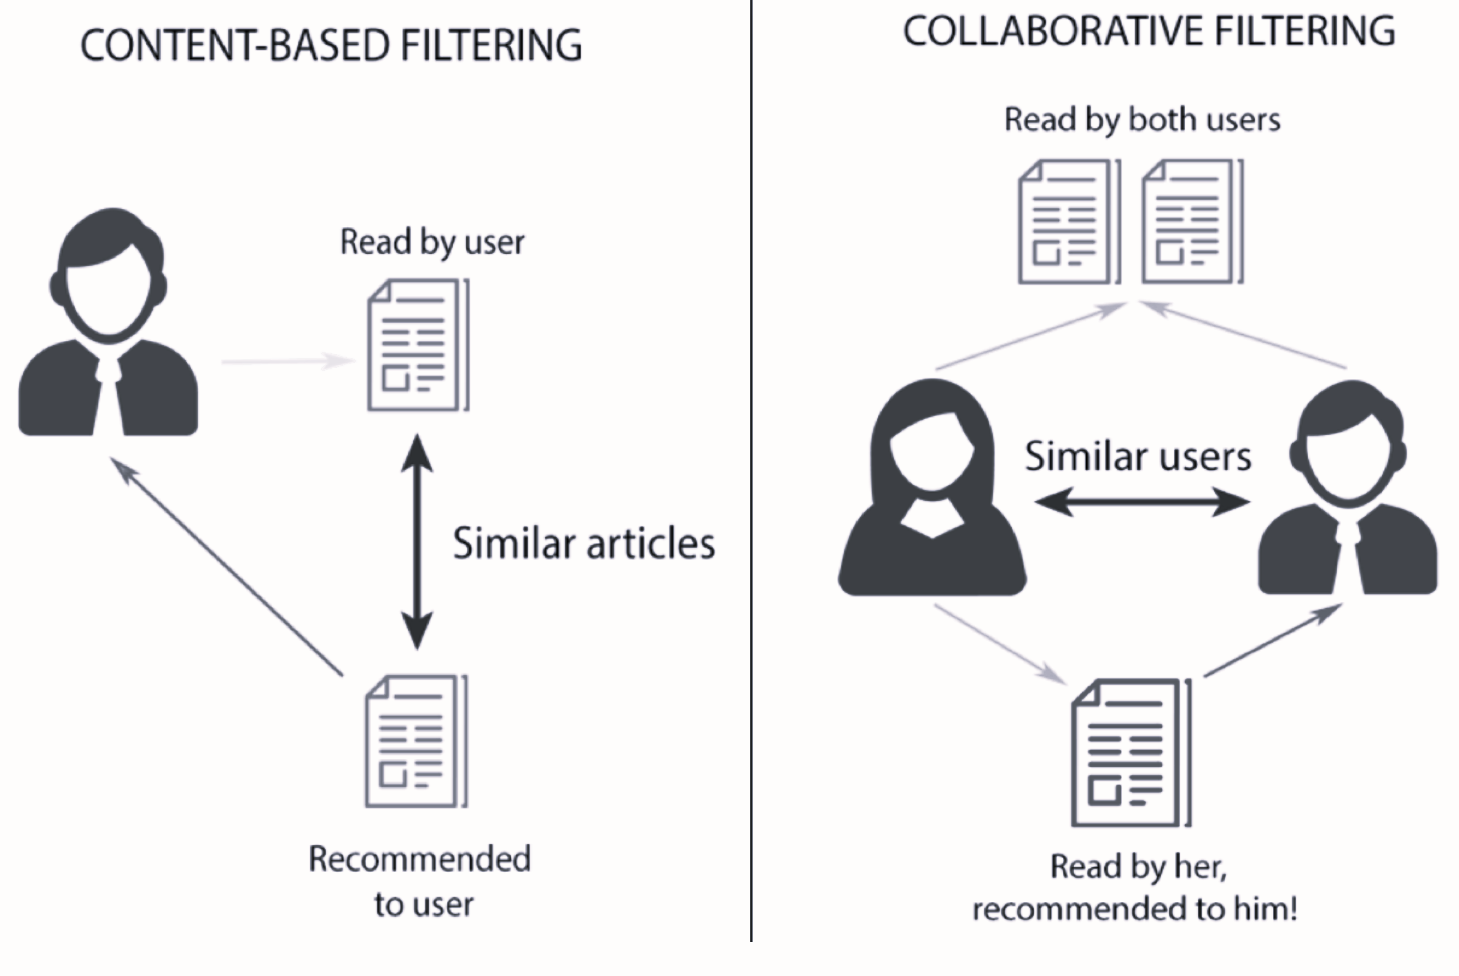 CONTENT-BASED FILTERING
Read by user
Similar articles
Recommended
to user
COLLABORATIVE FILTERING
Read by both users
Similar users
Read by her,
recommended to him!